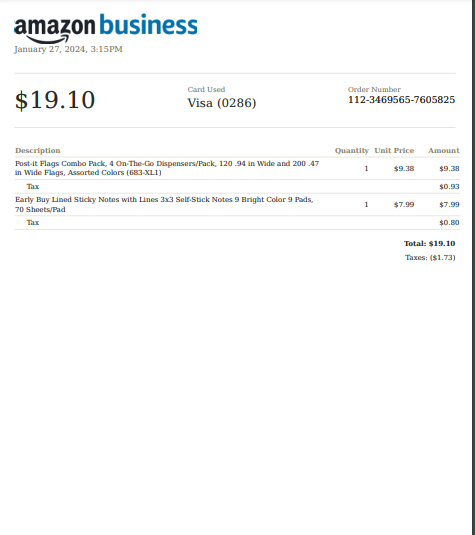 amazon business
January 27, 2024, 3:15PM
$19.10
Card Used
Visa (0286)
Order Number
112-3469565-7605825
Description Quantity Unit Price Amount
Post-it Flags Combo Pack, 4 On-The-Go Dispensers/Pack, 120 .94 in Wide and 200 .47
in Wide Flags, Assorted Colors (683-XL1) 1 $9.38 $9.38
Tax $0.93
Early Buy Lined Sticky Notes with Lines 3x3 Self-Stick Notes 9 Bright Color 9 Pads,
70 Sheets/Pad 1 $7.99 $7.99
Tax $0.80
Total: $19.10
Taxes: ($1.73)